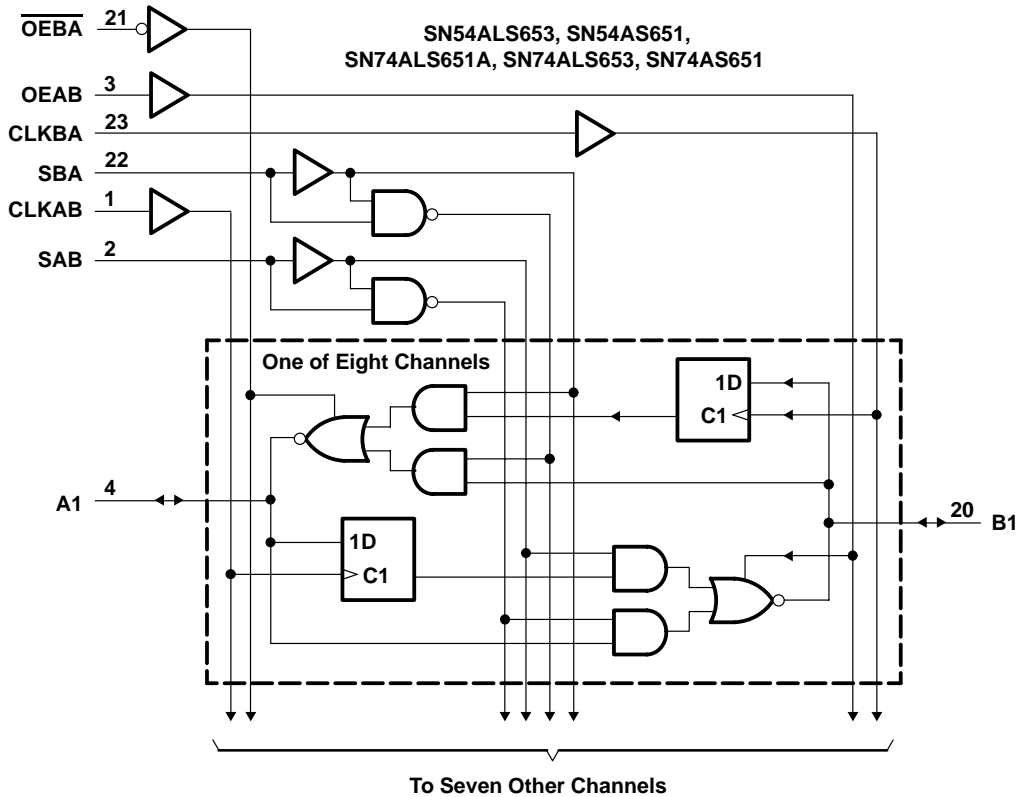 OEBA 21
SN54ALS653, SN54AS651,
SN74ALS651A, SN74ALS653, SN74AS651
OEAB 3
CLKBA 23
SBA 22
CLKAB 1
SAB 2
One of Eight Channels
1D
C1
A1 4
20 B1
1D
C1
To Seven Other Channels